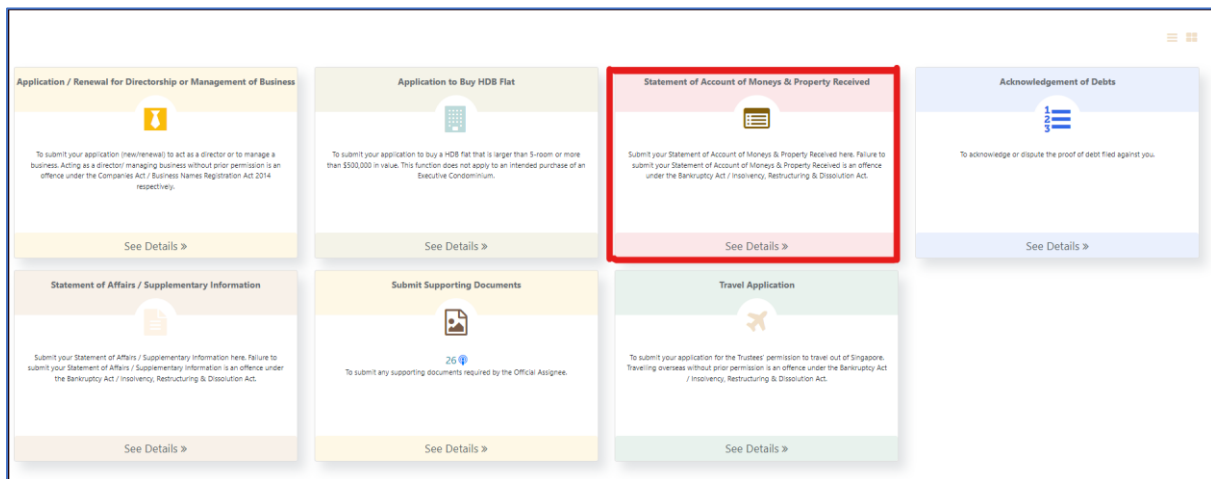 Application / Renewal for Directorship or Management of Business
To submit your application (new/renewal) to act as a director or to manage a
business. Acting as a director/ managing business without prior permission is an
offence under the Companies Act / Business Names Registration Act 2014
respectively.
See Details »
Application to Buy HDB Flat
To submit your application to buy a HDB flat that is larger than 5-room or more
than $500,000 in value. This function does not apply to an intended purchase of an
Executive Condominium.
See Details »
Statement of Account of Moneys & Property Received
Submit your Statement of Account of Moneys & Property Received here. Failure to
submit your Statement of Account of Moneys & Property Received is an offence
under the Bankruptcy Act / Insolvency, Restructuring & Dissolution Act.
See Details »
Acknowledgement of Debts
1
2
3
To acknowledge or dispute the proof of debt filed against you.
See Details »
Statement of Affairs / Supplementary Information
Submit your Statement of Affairs / Supplementary Information here. Failure to
submit your Statement of Affairs / Supplementary Information is an offence under
the Bankruptcy Act / Insolvency, Restructuring & Dissolution Act.
See Details »
Submit Supporting Documents
26
To submit any supporting documents required by the Official Assignee.
See Details »
Travel Application
To submit your application for the Trustees' permission to travel out of Singapore.
Travelling overseas without prior permission is an offence under the Bankruptcy Act
/ Insolvency, Restructuring & Dissolution Act.
See Details »